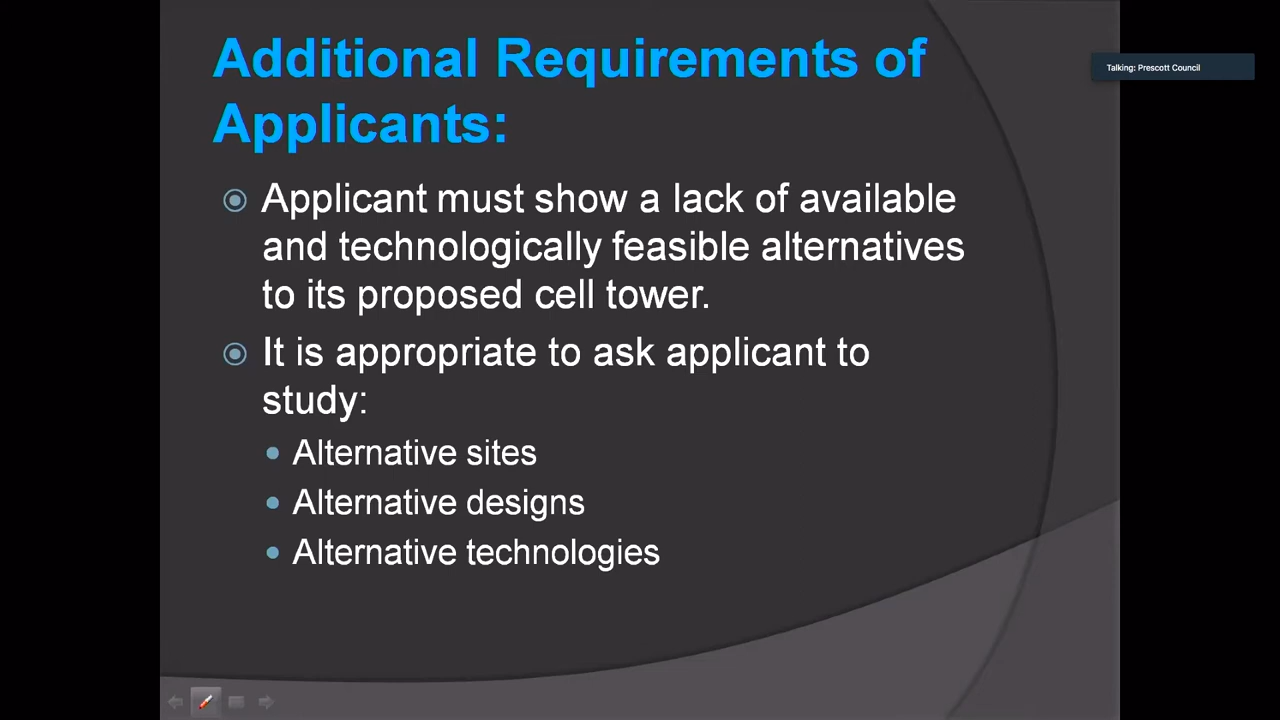 Additional Requirements of
Applicants:
Talking: Prescott Council
Applicant must show a lack of available
and technologically feasible alternatives
to its proposed cell tower.
It is appropriate to ask applicant to
study:
Alternative sites
Alternative designs
Alternative technologies